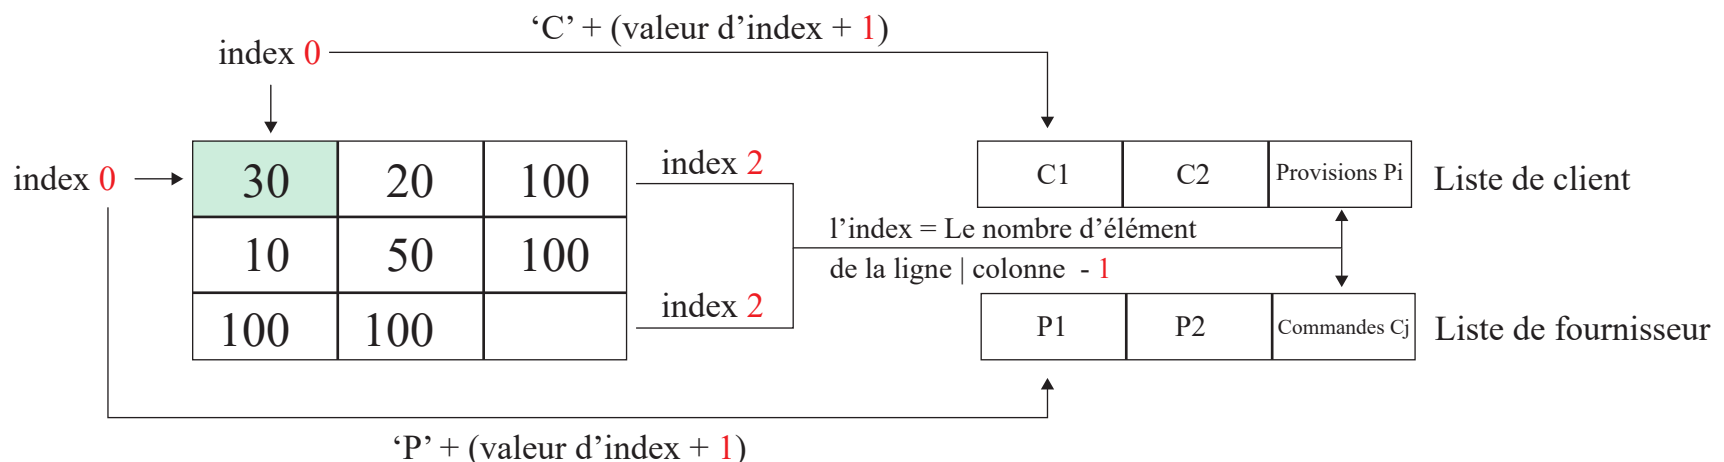 ‘C’ + (valeur d’index + 1)
index 0
index 0
30 20 100
10 50 100
100 100
index 2
index 2
l’index = Le nombre d’élément
de la ligne | colonne - 1
C1 C2 Provisions Pi
Liste de client
P1 P2 Commandes Cj
Liste de fournisseur
‘P’ + (valeur d’index + 1)